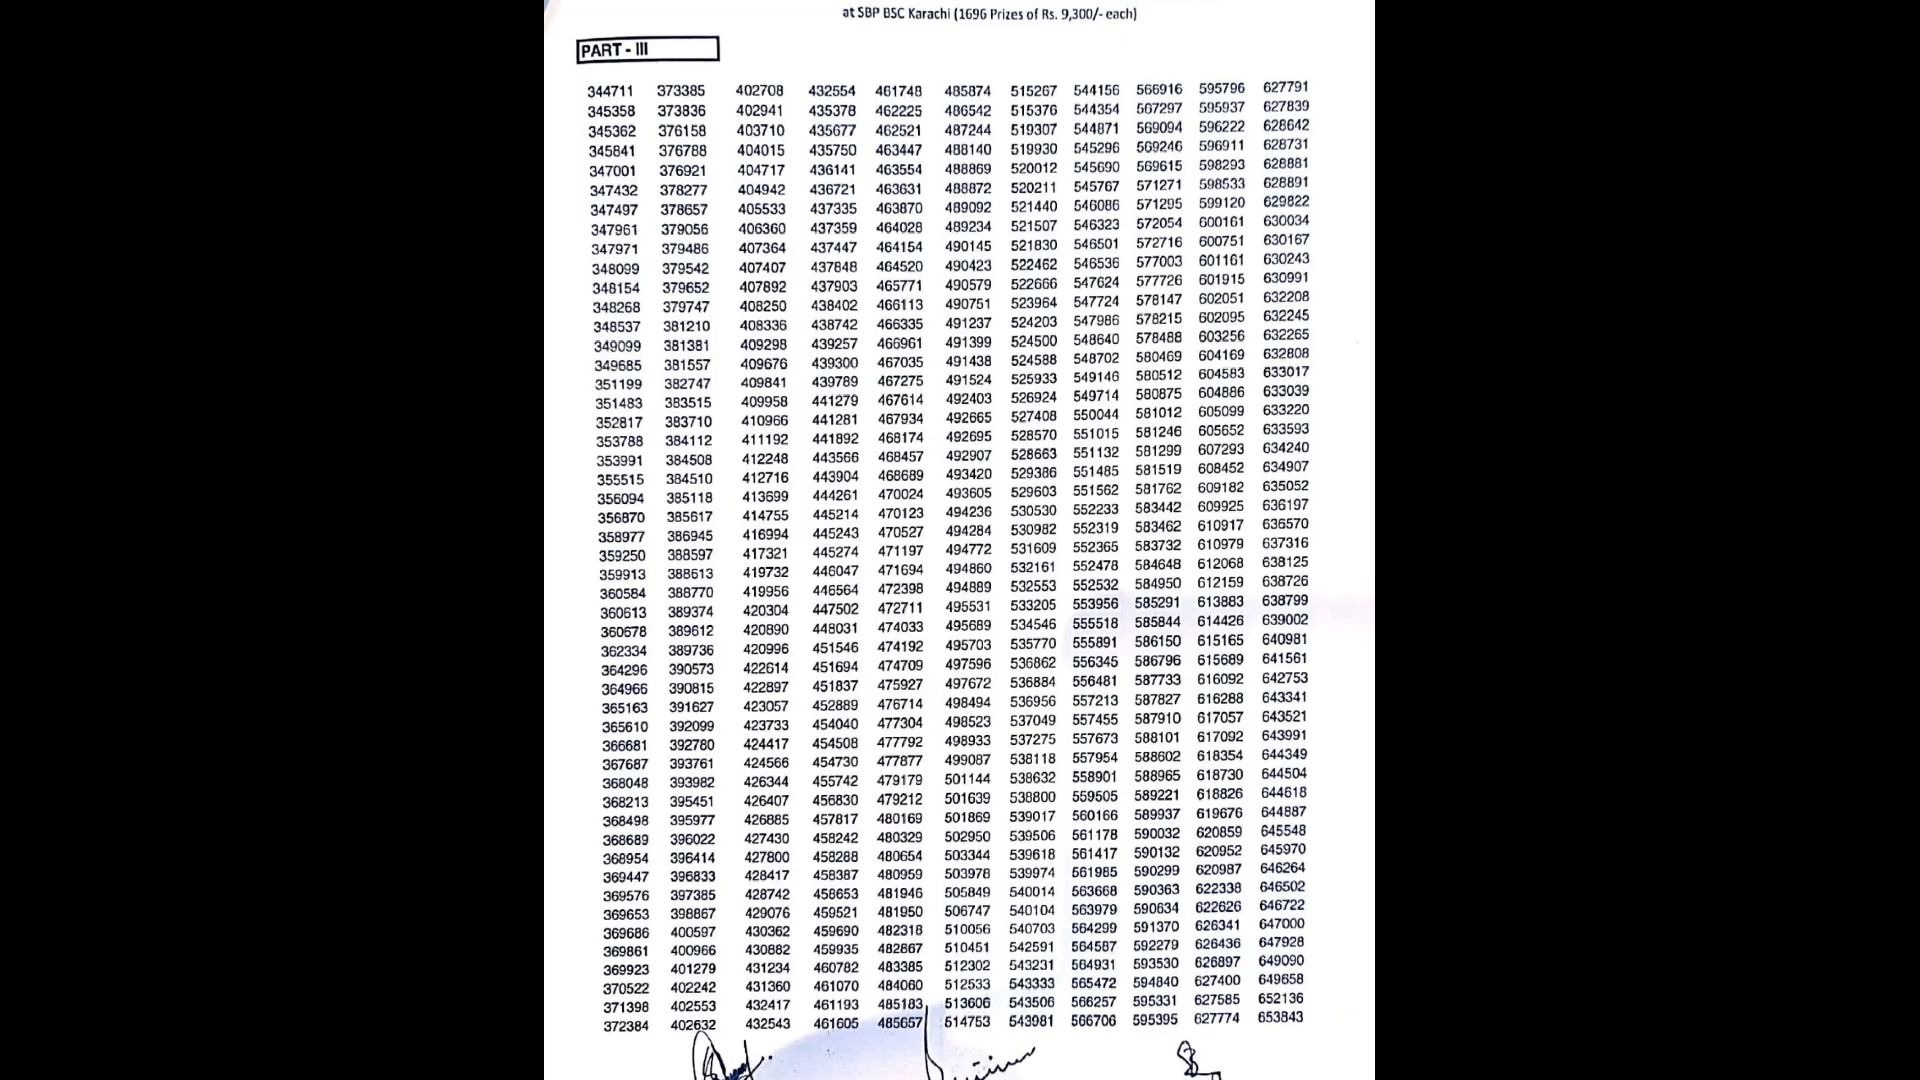 at SBP BSC Karachi (1696 Prizes of Rs. 9,300/- each)
PART - III
344711 373385 402708 432554 461748 485874 515267 544156 566916 595796 627791
345358 373836 402941 435378 462225 486542 515376 544354 567297 595937 627839
345362 376158 403710 435677 462521 487244 519307 544871 569094 596222 628642
345841 376788 404015 435750 463447 488140 519930 545296 569246 596911 628731
347001 376921 404717 436141 463554 488869 520012 545690 569615 598293 628881
347432 378277 404942 436721 463631 488872 520211 545767 571271 598533 628891
347497 378657 405533 437335 463870 489092 521440 546086 571295 599120 629822
347961 379056 406360 437359 464028 489234 521507 546323 572054 600161 630034
347971 379486 407364 437447 464154 490145 521830 546501 572716 600751 630167
348099 379542 407407 437848 464520 490423 522462 546536 577003 601161 630243
348154 379652 407892 437903 465771 490579 522666 547624 577726 601915 630991
348268 379747 408250 438402 466113 490751 523964 547724 578147 602051 632208
348537 381210 408336 438742 466335 491237 524203 547986 578215 602095 632245
349099 381381 409298 439257 466961 491399 524500 548640 578488 603256 632265
349685 381557 409676 439300 467035 491438 524588 548702 580469 604169 632808
351199 382747 409841 439789 467275 491524 525933 549146 580512 604583 633017
351483 383515 409958 441279 467614 492403 526924 549714 580875 604886 633039
352817 383710 410966 441281 467934 492665 527408 550044 581012 605099 633220
353788 384112 411192 441892 468174 492695 528570 551015 581246 605652 633593
353991 384508 412248 443566 468457 492907 528663 551132 581299 607293 634240
355515 384510 412716 443904 468689 493420 529386 551485 581519 608452 634907
356094 385118 413699 444261 470024 493605 529603 551562 581762 609182 635052
356870 385617 414755 445214 470123 494236 530530 552233 583442 609925 636197
358977 386945 416994 445243 470527 494284 530982 552319 583462 610917 636570
359250 388597 417321 445274 471197 494772 531609 552365 583732 610979 637316
359913 388613 419732 446047 471694 494860 532161 552478 584648 612068 638125
360584 388770 419956 446564 472398 494889 532553 552532 584950 612159 638726
360613 389374 420304 447502 472711 495531 533205 553956 585291 613883 638799
360678 389612 420890 448031 474033 495689 534546 555518 585844 614426 639002
362334 389736 420996 451546 474192 495703 535770 555891 586150 615165 640981
364296 390573 422614 451694 474709 497596 536862 556345 586796 615689 641561
364966 390815 422897 451837 475927 497672 536884 556481 587733 616092 642753
365163 391627 423057 452889 476714 498494 536956 557213 587827 616288 643341
365610 392099 423733 454040 477304 498523 537049 557455 587910 617057 643521
366681 392780 424417 454508 477792 498933 537275 557673 588101 617092 643991
367687 393761 424566 454730 477877 499087 538118 557954 588602 618354 644349
368048 393982 426344 455742 479179 501144 538632 558901 588965 618730 644504
368213 395451 426407 456830 479212 501639 538800 559505 589221 618826 644618
368498 395977 426885 457817 480169 501869 539017 560166 589937 619676 644887
368689 396022 427430 458242 480329 502950 539506 561178 590032 620859 645548
368954 396414 427800 458288 480654 503344 539618 561417 590132 620952 645970
369447 396833 428417 458387 480959 503978 539974 561985 590299 620987 646264
369576 397385 428742 458653 481946 505849 540014 563668 590363 622338 646502
369653 398867 429076 459521 481950 506747 540104 563979 590634 622626 646722
369686 400597 430362 459690 482318 510056 540703 564299 591370 626341 647000
369861 400966 430882 459935 482867 510451 542591 564587 592279 626436 647928
369923 401279 431234 460782 483385 512302 543231 564931 593530 626897 649090
370522 402242 431360 461070 484060 512533 543333 565472 594840 627400 649658
371398 402553 432417 461193 485183 513606 543506 566257 595331 627585 652136
372384 402632 432543 461605 485657 514753 543981 566706 595395 627774 653843